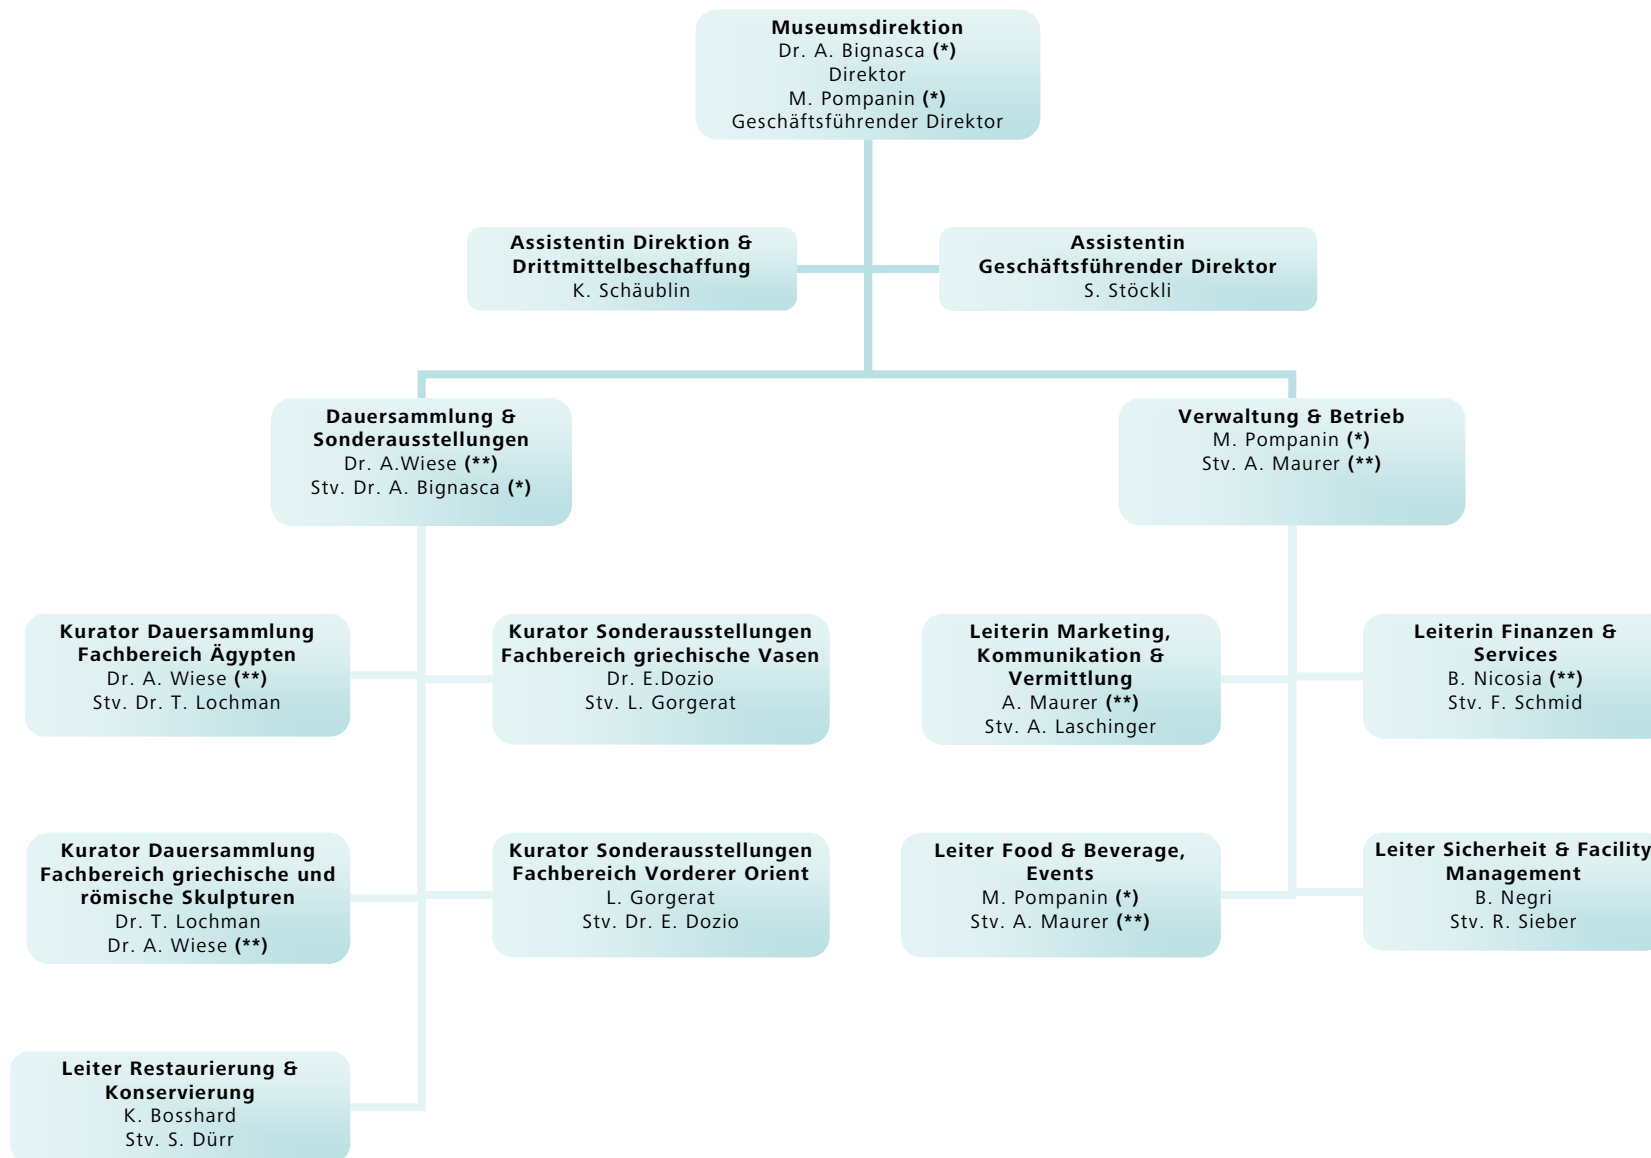 Museumsdirektion
Dr. A. Bignasca (*)
Direktor
M. Pompanin (*)
Geschäftsführender Direktor
Assistentin Direktion &
Drittmittelbeschaffung
K. Schäublin
Assistentin
Geschäftsführender Direktor
S. Stöckli
Dauersammlung &
Sonderausstellungen
Dr. A.Wiese (**)
Stv. Dr. A. Bignasca (*)
Verwaltung & Betrieb
M. Pompanin (*)
Stv. A. Maurer (**)
Kurator Dauersammlung
Fachbereich Ägypten
Dr. A. Wiese (**)
Stv. Dr. T. Lochman
Kurator Sonderausstellungen
Fachbereich griechische Vasen
Dr. E.Dozio
Stv. L. Gorgerat
Leiterin Marketing,
Kommunikation &
Vermittlung
A. Maurer (**)
Stv. A. Laschinger
Leiterin Finanzen &
Services
B. Nicosia (**)
Stv. F. Schmid
Kurator Dauersammlung
Fachbereich griechische und
römische Skulpturen
Dr. T. Lochman
Dr. A. Wiese (**)
Kurator Sonderausstellungen
Fachbereich Vorderer Orient
L. Gorgerat
Stv. Dr. E. Dozio
Leiter Food & Beverage,
Events
M. Pompanin (*)
Stv. A. Maurer (**)
Leiter Sicherheit & Facility
Management
B. Negri
Stv. R. Sieber
Leiter Restaurierung &
Konservierung
K. Bosshard
Stv. S. Dürr